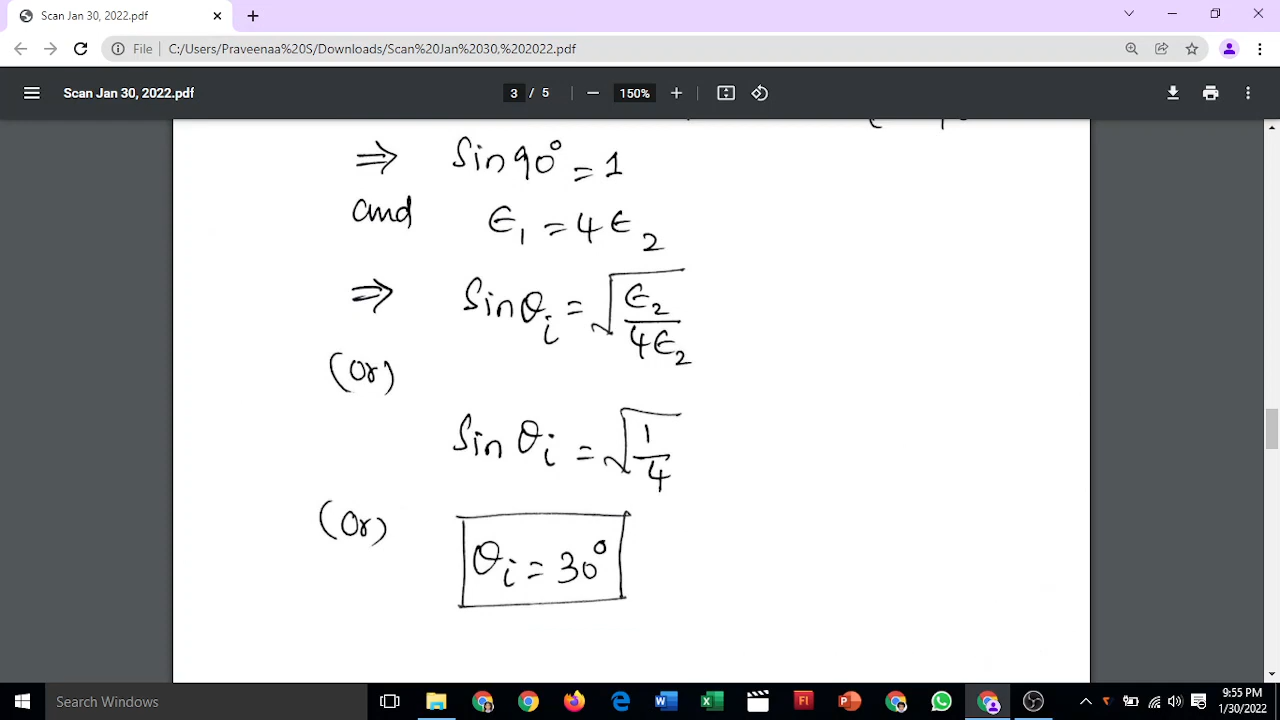 Scan Jan 30, 2022.pdf
File C:/Users/Praveenaa%20S/Downloads/Scan%20Jan%2030,%202022.pdf
Scan Jan 30, 2022.pdf 3 / 5 150%
⇒ Sin 90° = 1
and ϵ₁ = 4 ϵ₂
⇒ Sin θᵢ = √(ϵ₂/4ϵ₂)
(or)
Sin θᵢ = √(1/4)
(or) θᵢ = 30°
Search Windows
9:55 PM
1/30/2022